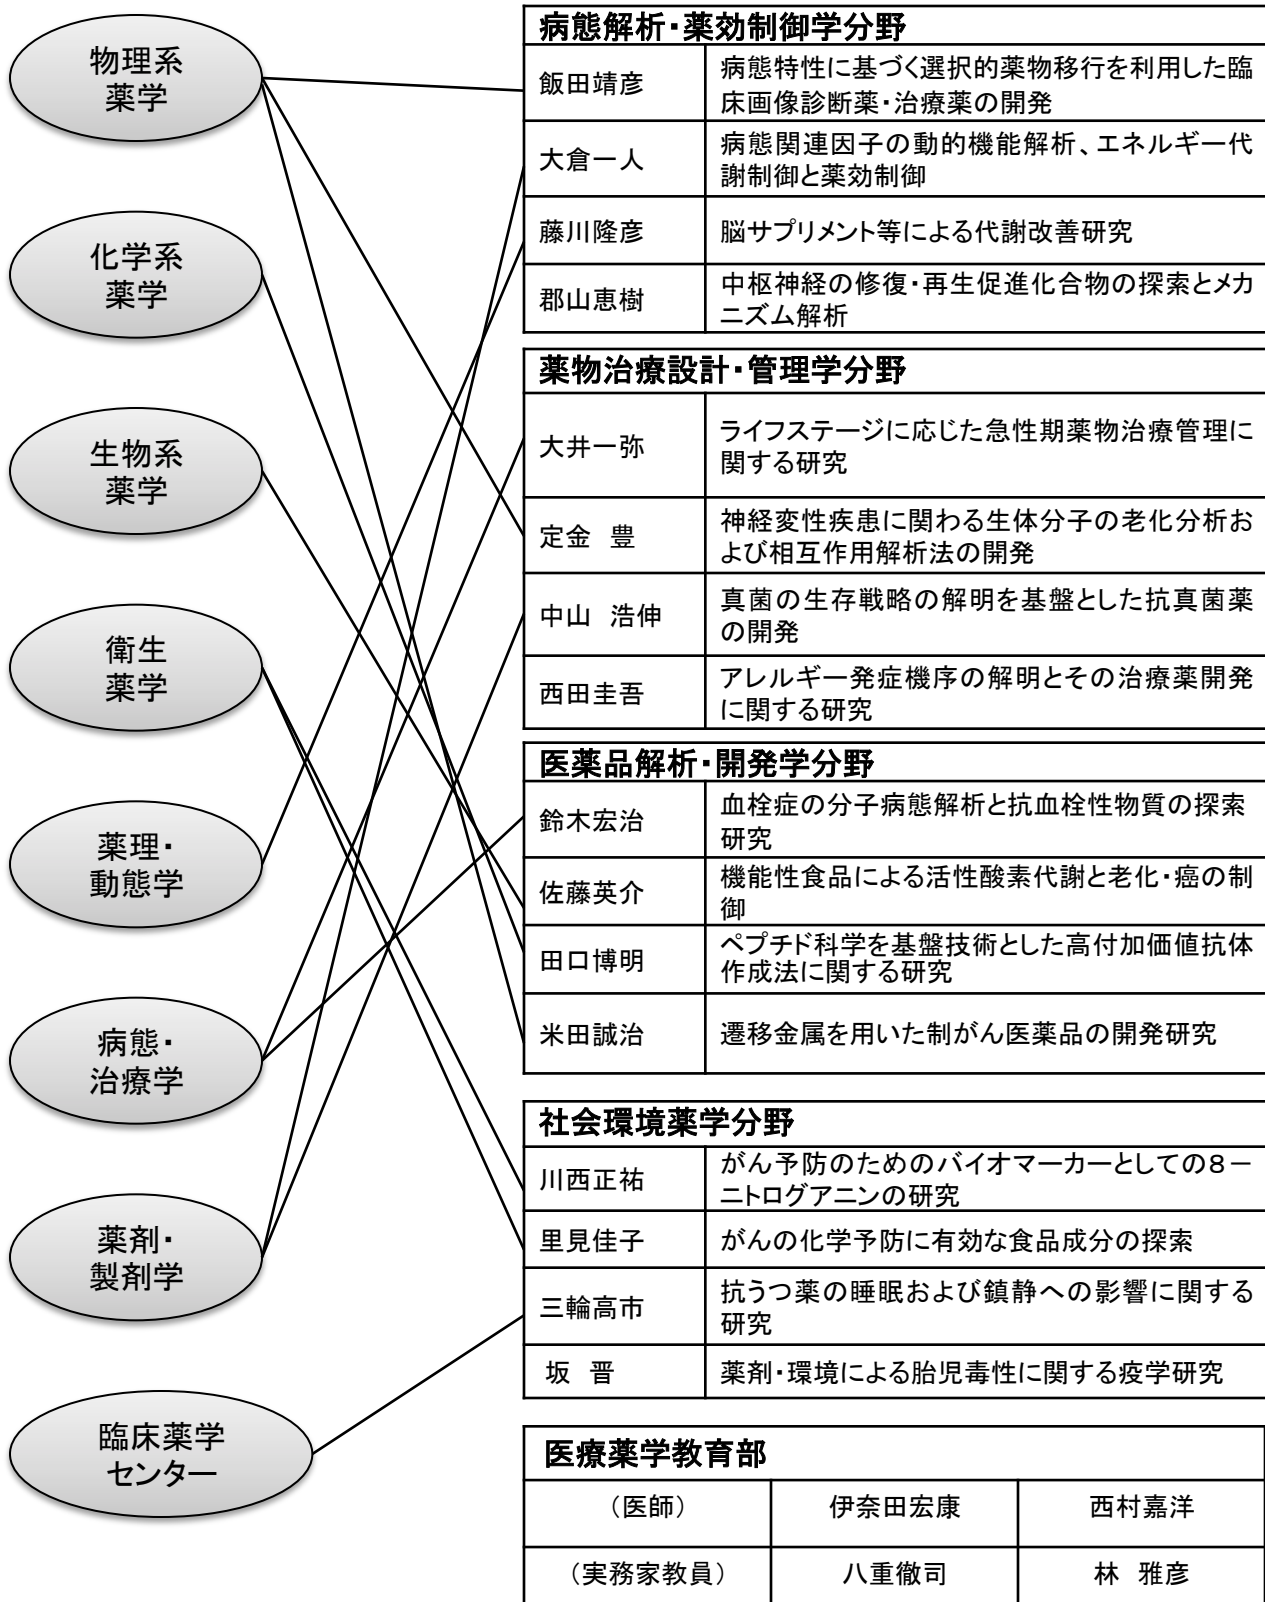 物理系
薬学
化学系
薬学
生物系
薬学
衛生
薬学
薬理・
動態学
病態・
治療学
薬剤・
製剤学
臨床薬学
センター
病態解析・薬効制御学分野
飯田靖彦
病態特性に基づく選択的薬物移行を利用した臨
床画像診断薬・治療薬の開発
大倉一人
病態関連因子の動的機能解析、エネルギー代
謝制御と薬効制御
藤川隆彦
脳サプリメント等による代謝改善研究
郡山恵樹
中枢神経の修復・再生促進化合物の探索とメカ
ニズム解析
薬物治療設計・管理学分野
大井一弥
ライフステージに応じた急性期薬物治療管理に
関する研究
定金 豊
神経変性疾患に関わる生体分子の老化分析お
よび相互作用解析法の開発
中山 浩伸
真菌の生存戦略の解明を基盤とした抗真菌薬
の開発
西田圭吾
アレルギー発症機序の解明とその治療薬開発
に関する研究
医薬品解析・開発学分野
鈴木宏治
血栓症の分子病態解析と抗血栓性物質の探索
研究
佐藤英介
機能性食品による活性酸素代謝と老化・癌の制
御
田口博明
ペプチド科学を基盤技術とした高付加価値抗体
作成法に関する研究
米田誠治
遷移金属を用いた制がん医薬品の開発研究
社会環境薬学分野
川西正祐
がん予防のためのバイオマーカーとしての8－
ニトログアニンの研究
里見佳子
がんの化学予防に有効な食品成分の探索
三輪高市
抗うつ薬の睡眠および鎮静への影響に関する
研究
坂 晋
薬剤・環境による胎児毒性に関する疫学研究
医療薬学教育部
（医師）
伊奈田宏康
西村嘉洋
（実務家教員）
八重徹司
林 雅彦